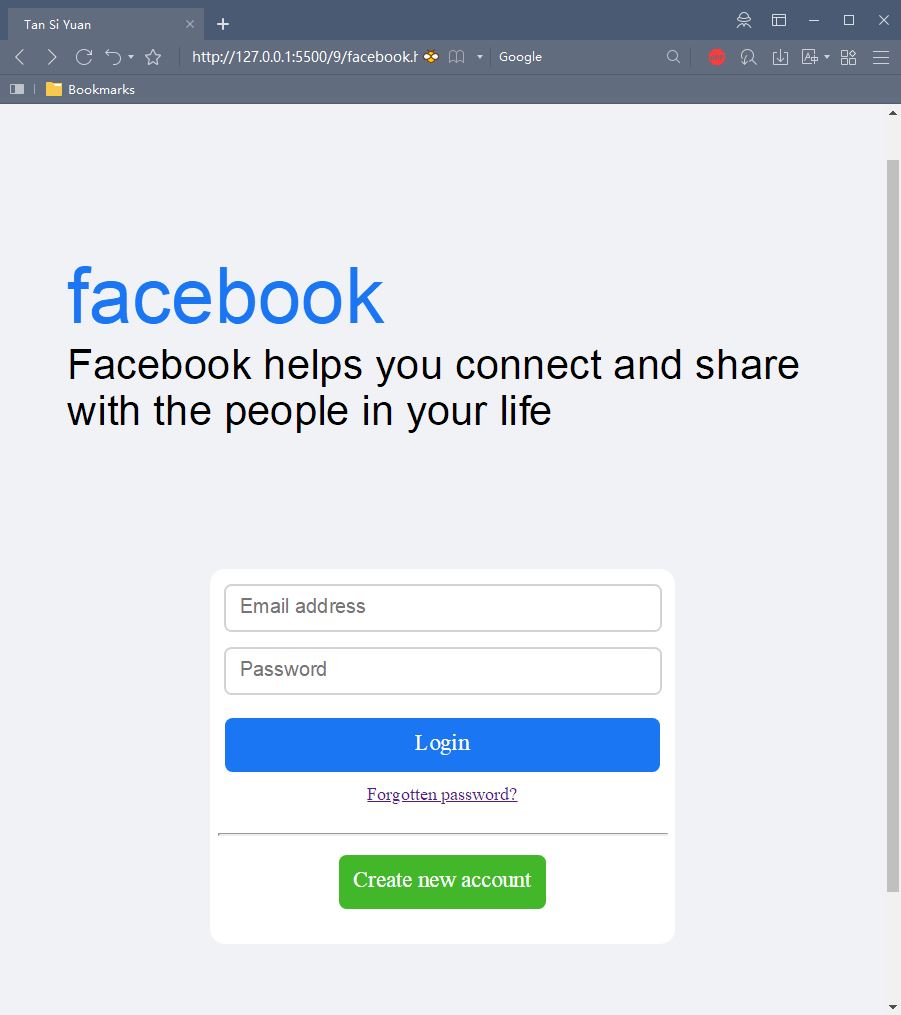 Tan Si Yuan
http://127.0.0.1:5500/9/facebook.h
Google
Bookmarks
facebook
Facebook helps you connect and share
with the people in your life
Email address
Password
Login
Forgotten password?
Create new account